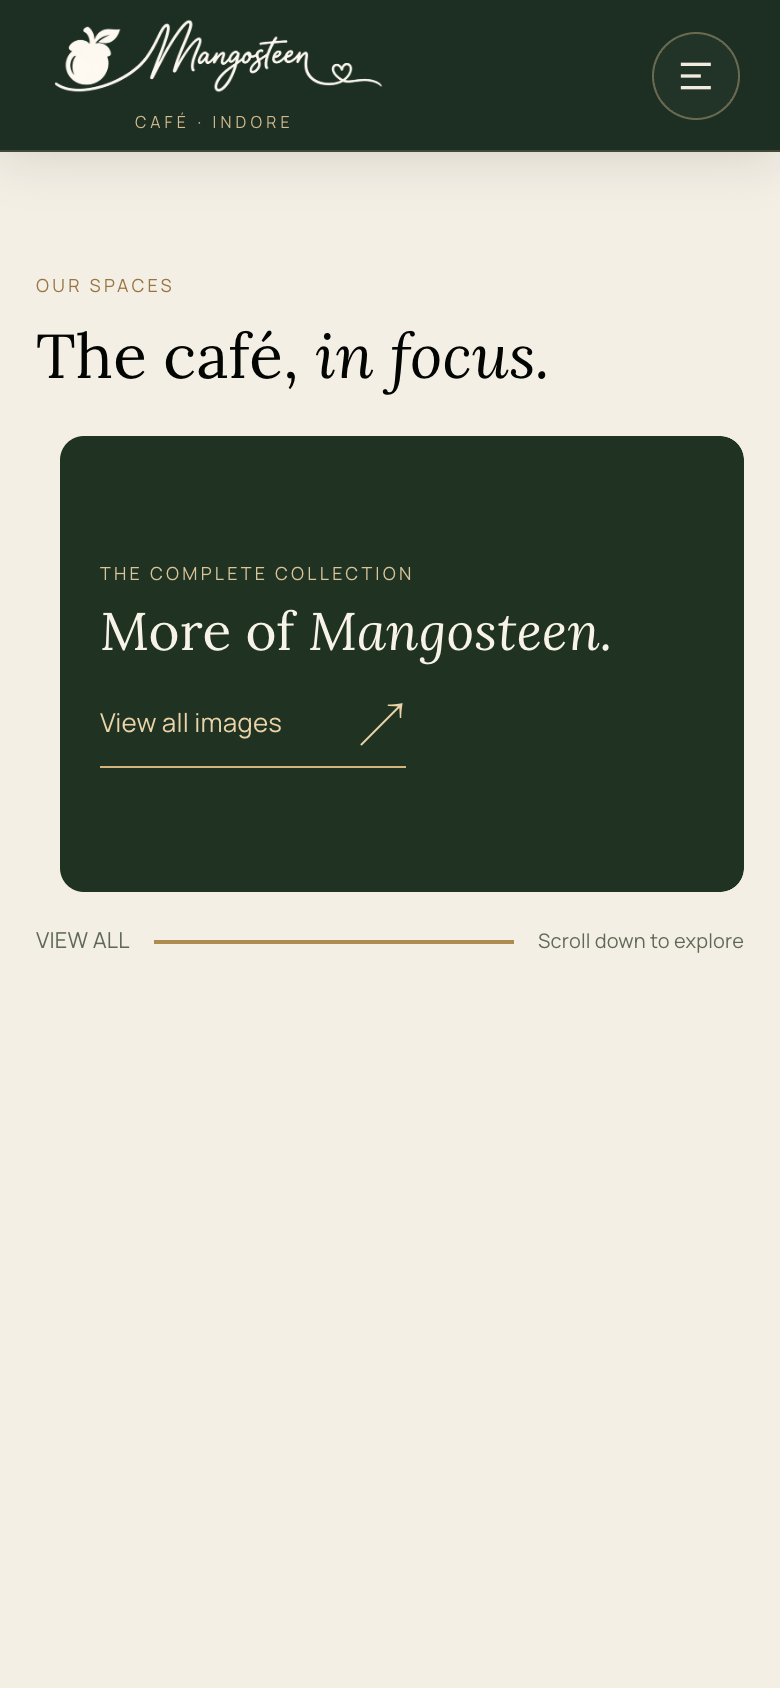 Mangosteen
CAFÉ · INDORE
OUR SPACES
The café, in focus.
THE COMPLETE COLLECTION
More of Mangosteen.
View all images
VIEW ALL
Scroll down to explore